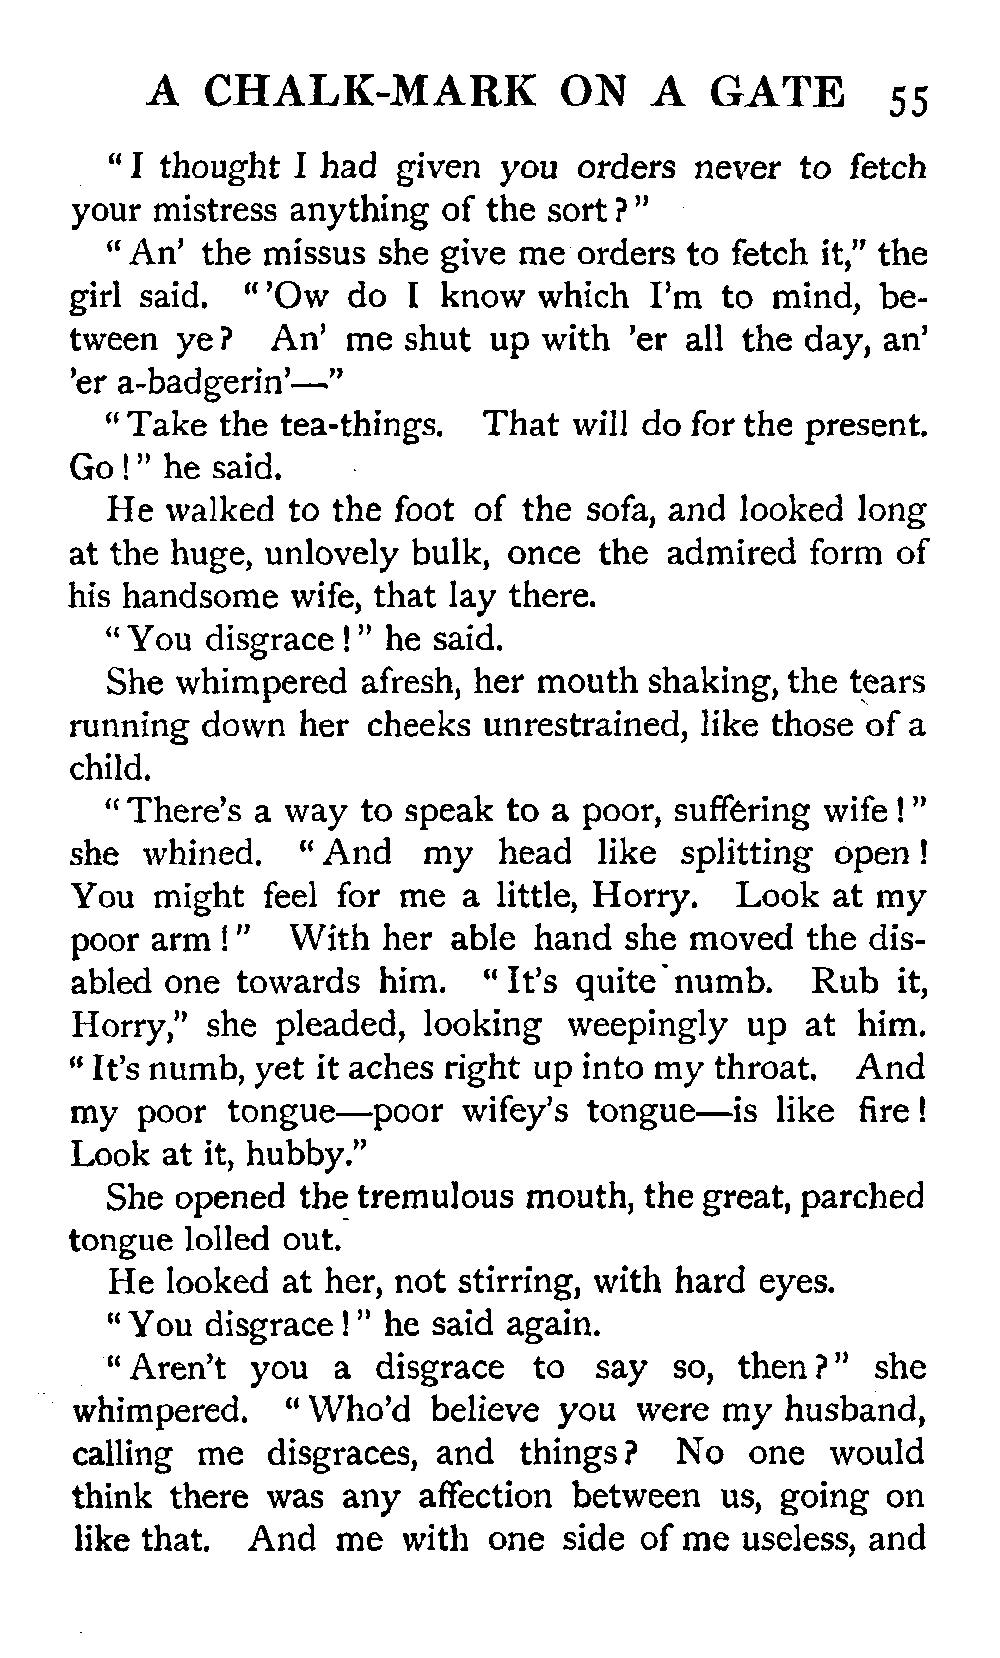 A CHALK-MARK ON A GATE 55
"I thought I had given you orders never to fetch
your mistress anything of the sort?"
"An' the missus she give me orders to fetch it," the
girl said. "'Ow do I know which I'm to mind, be-
tween ye? An' me shut up with 'er all the day, an'
'er a-badgerin'—"
"Take the tea-things. That will do for the present.
Go!" he said.
He walked to the foot of the sofa, and looked long
at the huge, unlovely bulk, once the admired form of
his handsome wife, that lay there.
"You disgrace!" he said.
She whimpered afresh, her mouth shaking, the tears
running down her cheeks unrestrained, like those of a
child.
"There's a way to speak to a poor, suffering wife!"
she whined. "And my head like splitting open!
You might feel for me a little, Horry. Look at my
poor arm!" With her able hand she moved the dis-
abled one towards him. "It's quite numb. Rub it,
Horry," she pleaded, looking weepingly up at him.
"It's numb, yet it aches right up into my throat. And
my poor tongue—poor wifey's tongue—is like fire!
Look at it, hubby."
She opened the tremulous mouth, the great, parched
tongue lolled out.
He looked at her, not stirring, with hard eyes.
"You disgrace!" he said again.
"Aren't you a disgrace to say so, then?" she
whimpered. "Who'd believe you were my husband,
calling me disgraces, and things? No one would
think there was any affection between us, going on
like that. And me with one side of me useless, and